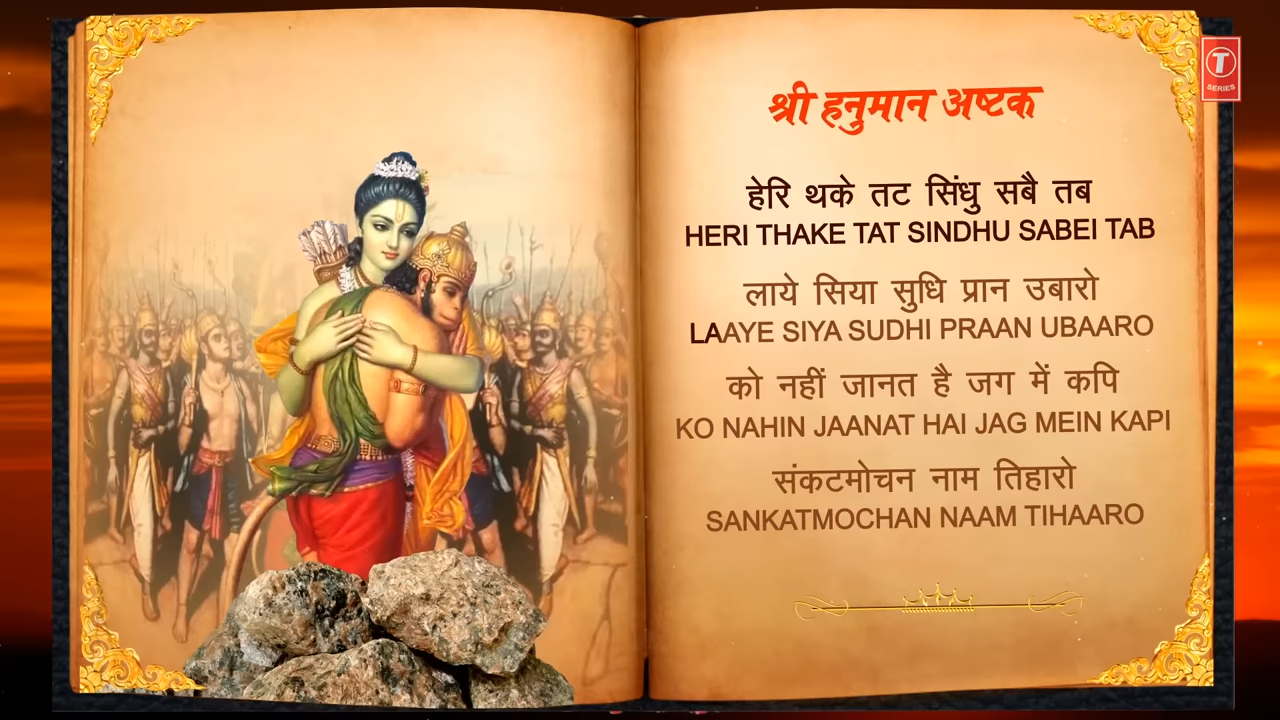 श्री हनुमान अष्टक
हेरि थके तट सिंधु सबै तब
HERI THAKE TAT SINDHU SABEI TAB
लाये सिया सुधि प्रान उबारो
LAAYE SIYA SUDHI PRAAN UBAARO
को नहीं जानत है जग में कपि
KO NAHIN JAANAT HAI JAG MEIN KAPI
संकटमोचन नाम तिहारो
SANKATMOCHAN NAAM TIHAARO
T
SERIES